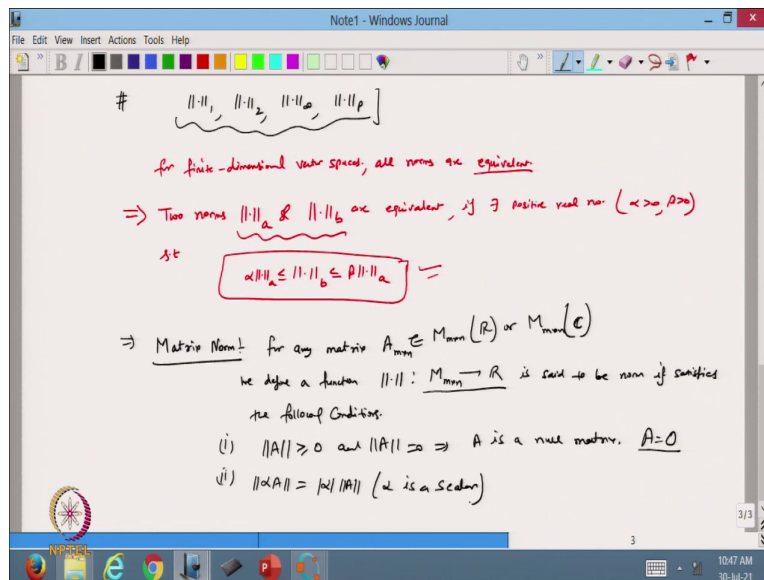 Note1 - Windows Journal
File Edit View Insert Actions Tools Help
B I
# ||·||₁, ||·||₂, ||·||∞, ||·||p ]
for finite-dimensional vector spaces, all norms are equivalent
=> Two norms ||·||a & ||·||b are equivalent, if ∃ positive real no. (α>0, β>0)
s.t
α||·||a ≤ ||·||b ≤ β||·||a
=> Matrix Norm! for any matrix Amxn ∈ Mmxn(R) or Mmxn(C)
we define a function ||·|| : Mmxn → R is said to be norm if satisfies
the following Conditions.
(i) ||A|| ≥ 0 and ||A|| = 0 => A is a null matrix. A=0
(ii) ||αA|| = |α| ||A|| (α is a scalar)
3/3
3
NPTEL
10:47 AM
30-Jul-21